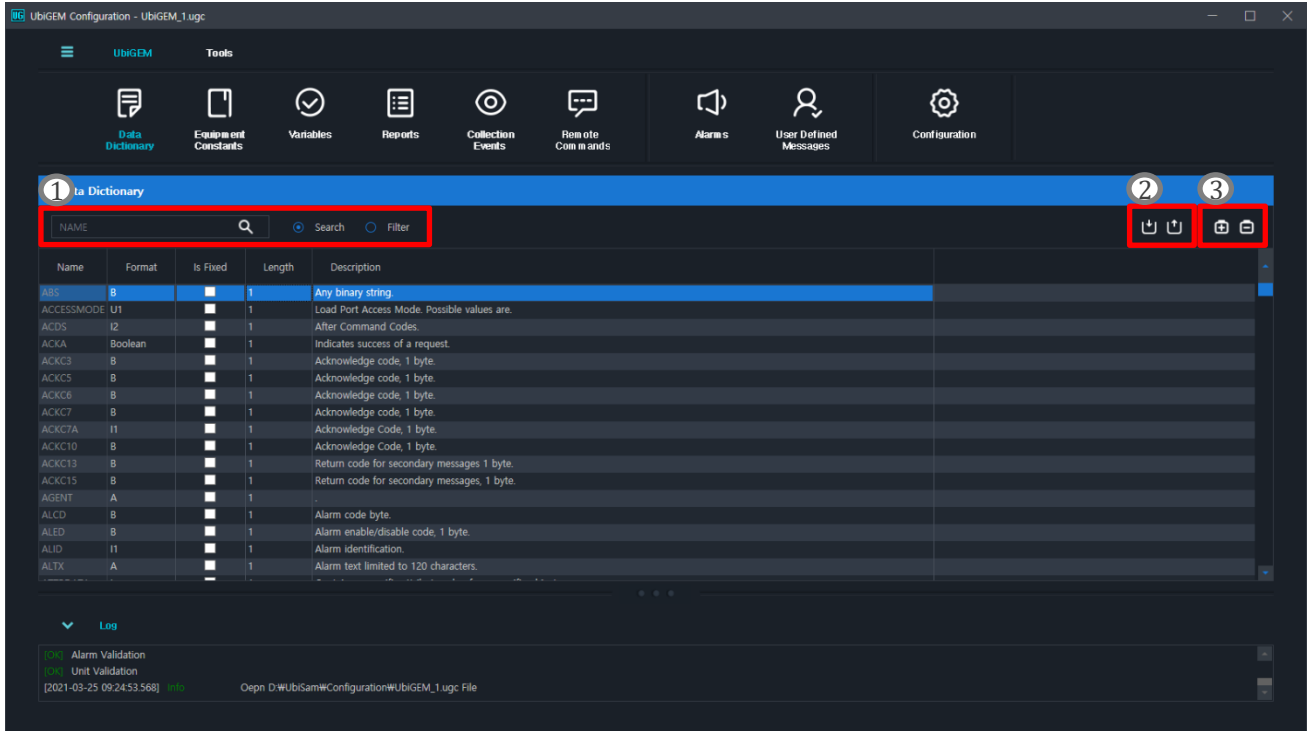 UG UbiGEM Configuration - UbiGEM_1.ugc
UbiGEM Tools
Data Dictionary
Equipment Constants
Variables
Reports
Collection Events
Remote Commands
Alarms
User Defined Messages
Configuration
1 ta Dictionary
2
3
NAME Search Filter
Name Format Is Fixed Length Description
ABS B 1 Any binary string.
ACCESSMODE U1 1 Load Port Access Mode. Possible values are.
ACDS I2 1 After Command Codes.
ACKA Boolean 1 Indicates success of a request.
ACKC3 B 1 Acknowledge code, 1 byte.
ACKC5 B 1 Acknowledge code, 1 byte.
ACKC6 B 1 Acknowledge code, 1 byte.
ACKC7 B 1 Acknowledge code, 1 byte.
ACKC7A I1 1 Acknowledge Code, 1 byte.
ACKC10 B 1 Acknowledge Code, 1 byte.
ACKC13 B 1 Return code for secondary messages 1 byte.
ACKC15 B 1 Return code for secondary messages, 1 byte.
AGENT A 1 .
ALCD B 1 Alarm code byte.
ALED B 1 Alarm enable/disable code, 1 byte.
ALID I1 1 Alarm identification.
ALTX A 1 Alarm text limited to 120 characters.
Log
[OK] Alarm Validation
[OK] Unit Validation
[2021-03-25 09:24:53.568] Info Oepn D:₩UbiSam₩Configuration₩UbiGEM_1.ugc File